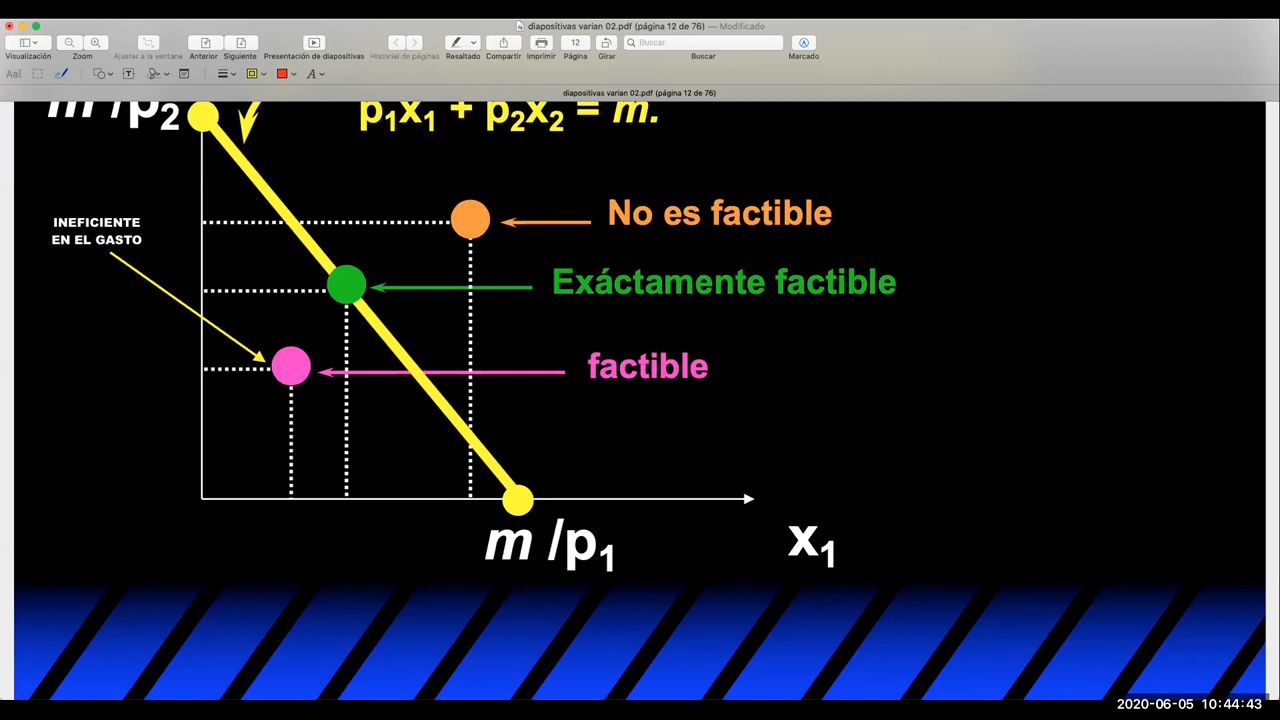 diapositivas varian 02.pdf (página 12 de 76) — Modificado
12
Buscar
Visualización
Zoom
Ajustar a la ventana
Anterior
Siguiente
Presentación de diapositivas
Historial de páginas
Resaltado
Compartir
Imprimir
Página
Girar
Buscar
Marcado
AaI
T
A
diapositivas varian 02.pdf (página 12 de 76)
m /p2
p1x1 + p2x2 = m.
INEFICIENTE
EN EL GASTO
No es factible
Exáctamente factible
factible
m /p1
x1
2020-06-05 10:44:43